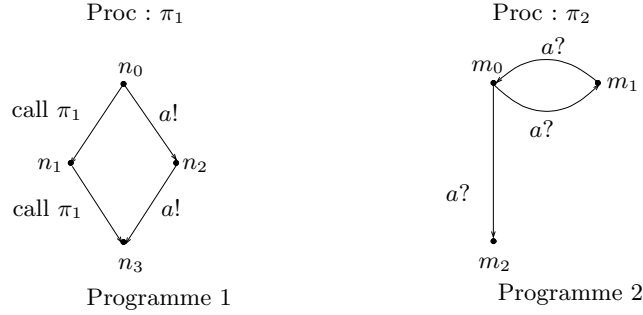 Proc : π₁
n₀
call π₁
a!
n₁
n₂
call π₁
a!
n₃
Programme 1
Proc : π₂
a?
m₀
m₁
a?
a?
m₂
Programme 2